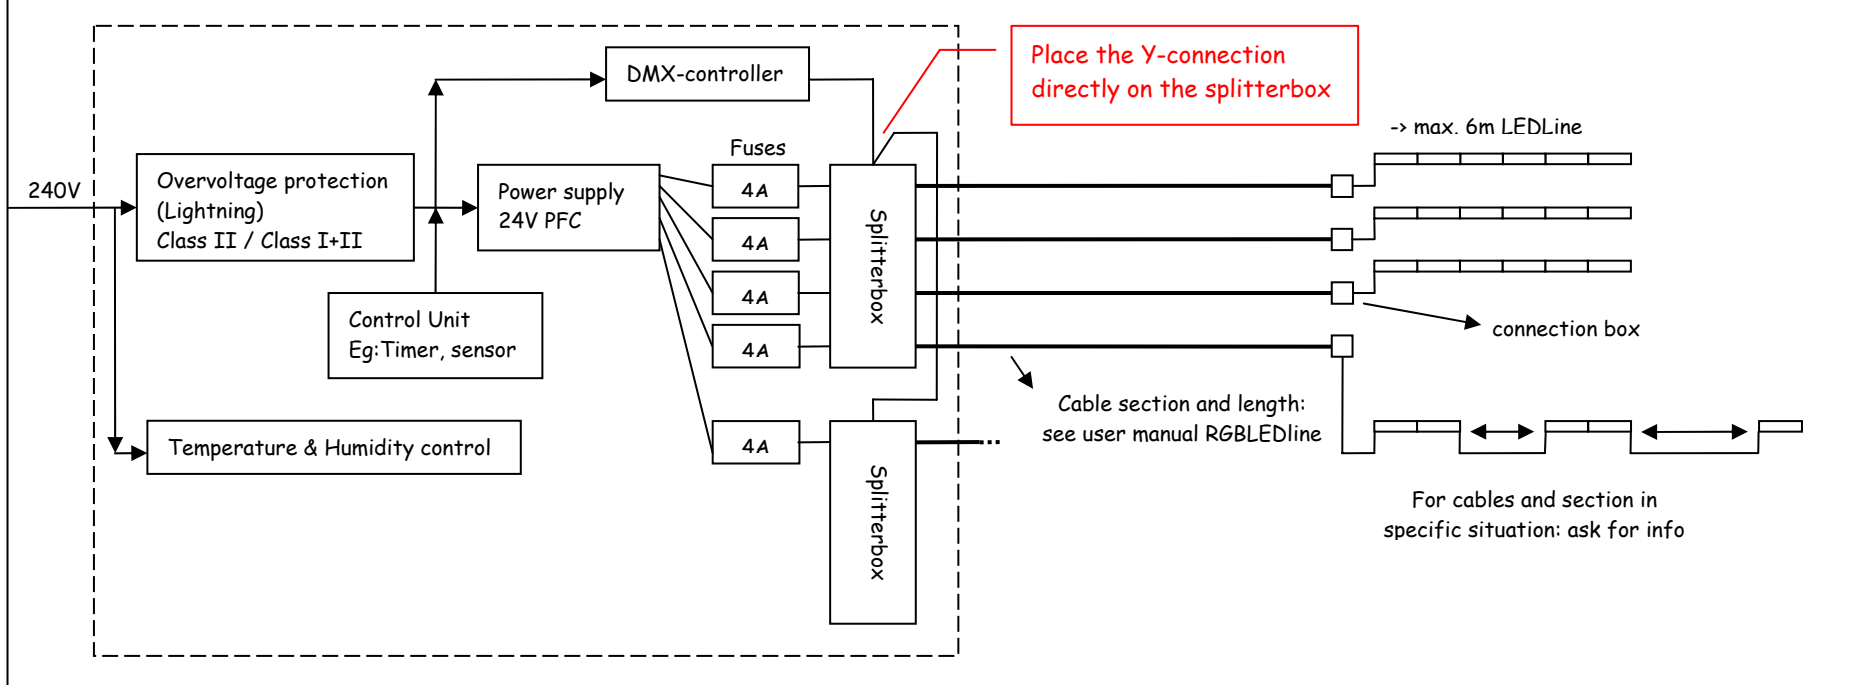 Place the Y-connection
directly on the splitterbox
DMX-controller
-> max. 6m LEDLine
Fuses
240V
Overvoltage protection
(Lightning)
Class II / Class I+II
Power supply
24V PFC
4A
4A
4A
4A
Splitterbox
Control Unit
Eg:Timer, sensor
connection box
Cable section and length:
see user manual RGBLEDline
Temperature & Humidity control
4A
Splitterbox
...
For cables and section in
specific situation: ask for info